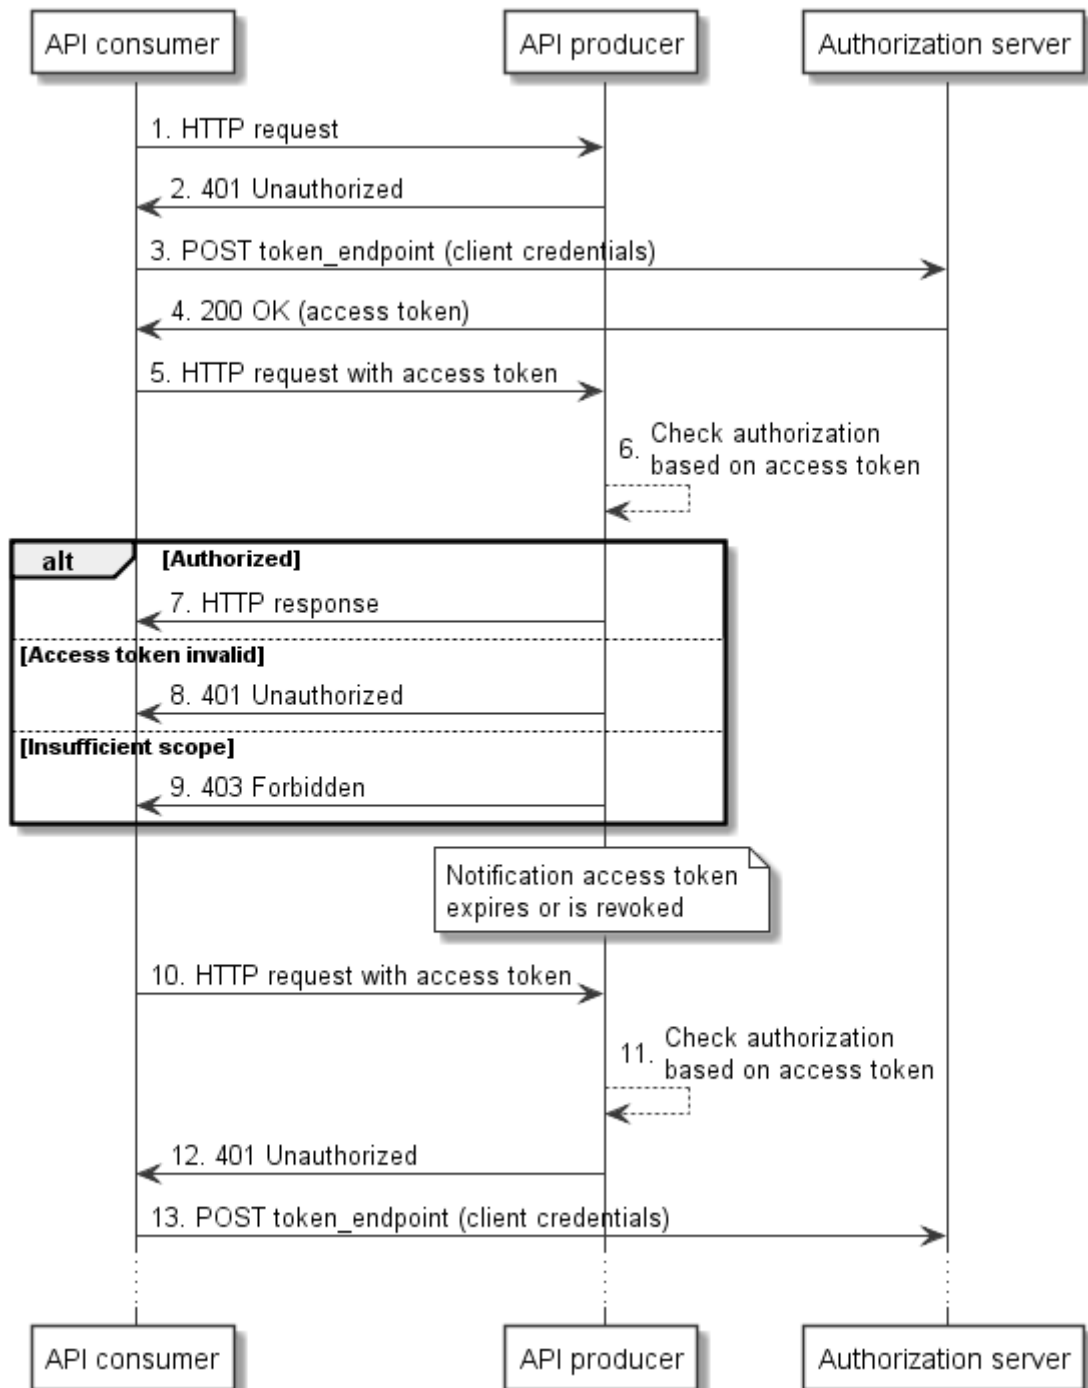 API consumer
API producer
Authorization server
1. HTTP request
2. 401 Unauthorized
3. POST token_endpoint (client credentials)
4. 200 OK (access token)
5. HTTP request with access token
6. Check authorization
based on access token
alt [Authorized]
7. HTTP response
[Access token invalid]
8. 401 Unauthorized
[Insufficient scope]
9. 403 Forbidden
Notification access token
expires or is revoked
10. HTTP request with access token
11. Check authorization
based on access token
12. 401 Unauthorized
13. POST token_endpoint (client credentials)
API consumer
API producer
Authorization server